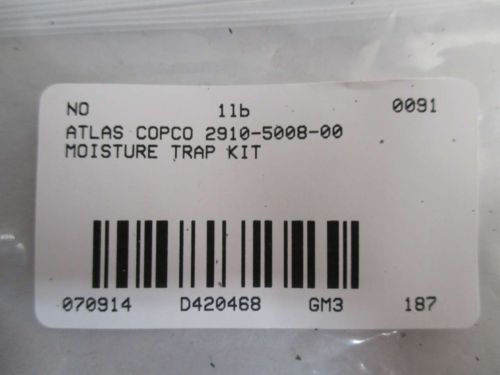 NO 1lb 0091
ATLAS COPCO 2910-5008-00
MOISTURE TRAP KIT
070914 D420468 GM3 187